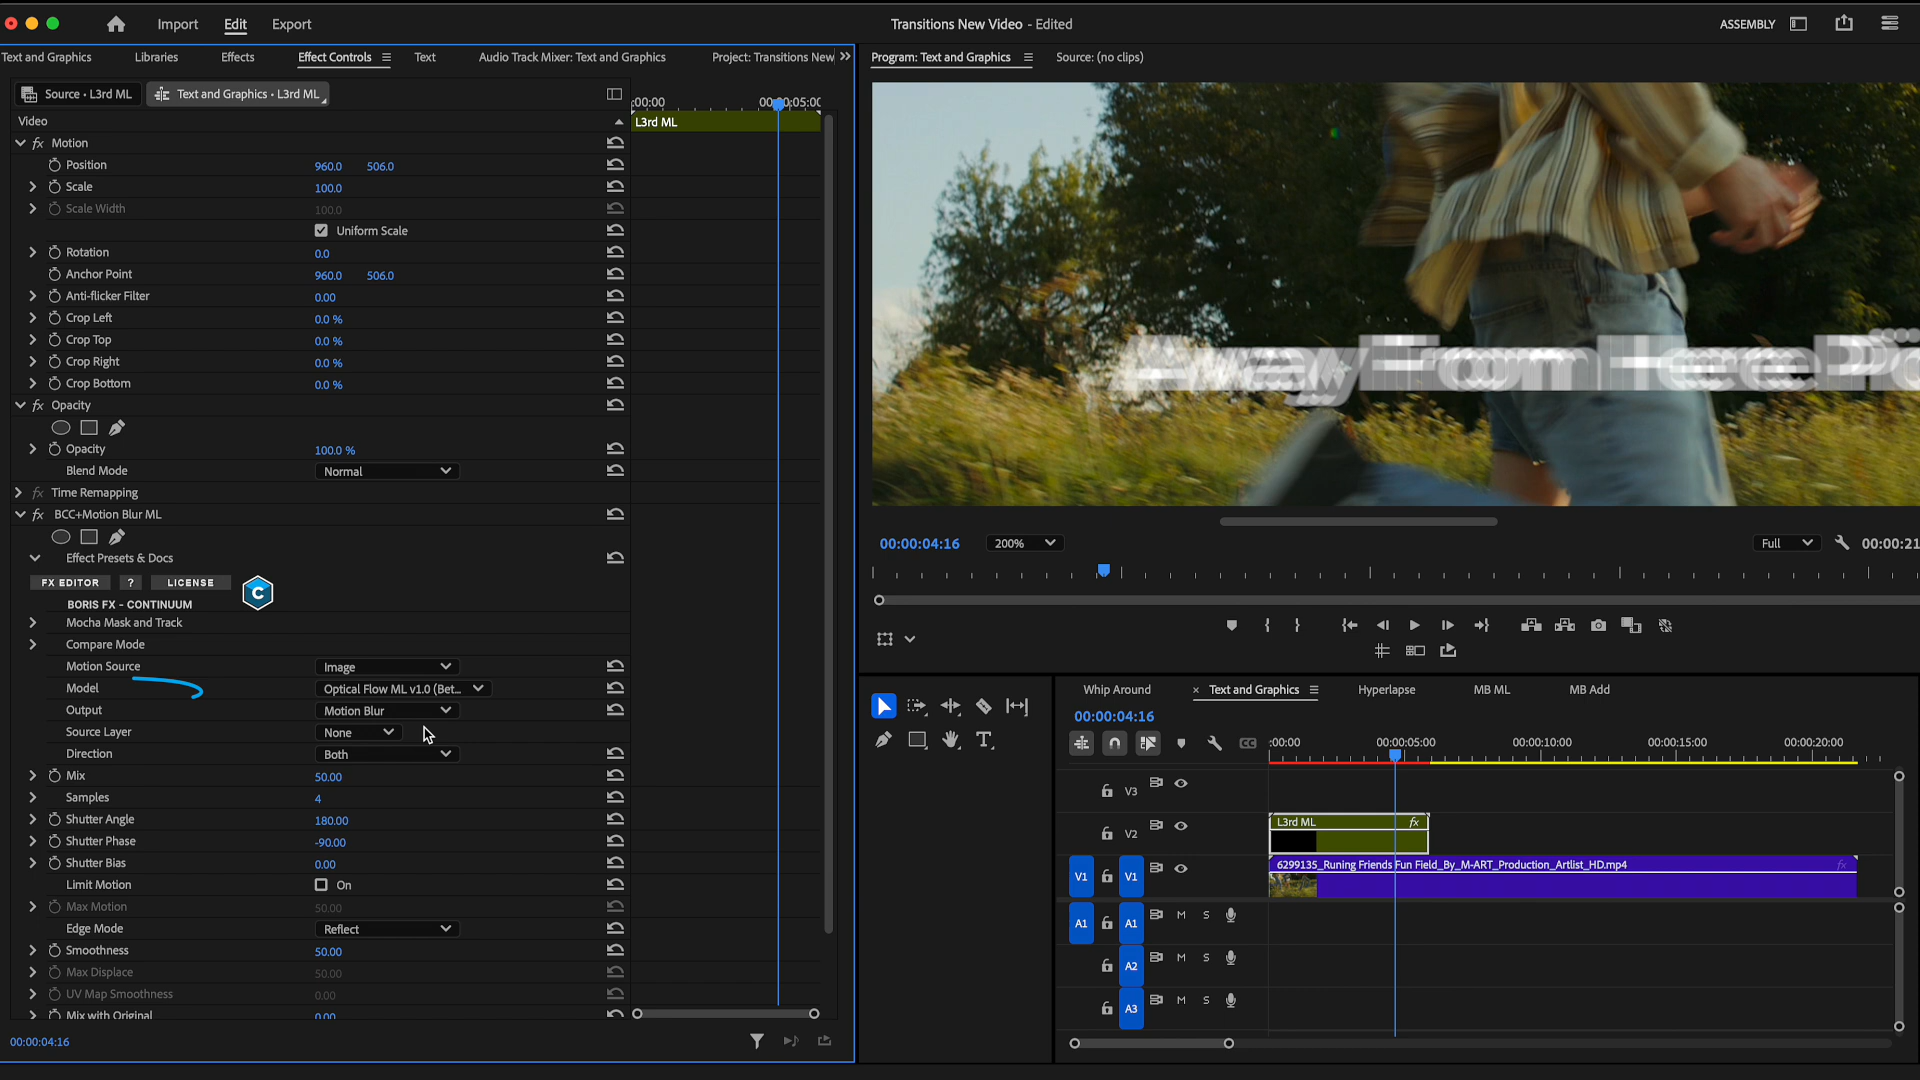 Import
Edit
Export
Transitions New Video - Edited
ASSEMBLY
Text and Graphics
Libraries
Effects
Effect Controls
Text
Audio Track Mixer: Text and Graphics
Project: Transitions New
Program: Text and Graphics
Source: (no clips)
Source • L3rd ML
Text and Graphics • L3rd ML
:00:00
00:00:05:00
Video
L3rd ML
fx Motion
Position 960.0 506.0
Scale 100.0
Scale Width 100.0
Uniform Scale
Rotation 0.0
Anchor Point 960.0 506.0
Anti-flicker Filter 0.00
Crop Left 0.0 %
Crop Top 0.0 %
Crop Right 0.0 %
Crop Bottom 0.0 %
fx Opacity
Opacity 100.0 %
Blend Mode Normal
fx Time Remapping
fx BCC+Motion Blur ML
Effect Presets & Docs
FX EDITOR ? LICENSE C
BORIS FX - CONTINUUM
Mocha Mask and Track
Compare Mode
Motion Source Image
Model Optical Flow ML v1.0 (Bet...
Output Motion Blur
Source Layer None
Direction Both
Mix 50.00
Samples 4
Shutter Angle 180.00
Shutter Phase -90.00
Shutter Bias 0.00
Limit Motion On
Max Motion 50.00
Edge Mode Reflect
Smoothness 50.00
Max Displace 50.00
UV Map Smoothness 0.00
Mix with Original 0.00
00:00:04:16
Away From Here
00:00:04:16
200%
Full
00:00:21
Whip Around
× Text and Graphics
Hyperlapse
MB ML
MB Add
00:00:04:16
CC
:00:00
00:00:05:00
00:00:10:00
00:00:15:00
00:00:20:00
V3
V2
L3rd ML fx
V1 V1
6299135_Runing Friends Fun Field_By_M-ART_Production_Artlist_HD.mp4 fx
A1 A1 M S
A2 M S
A3 M S